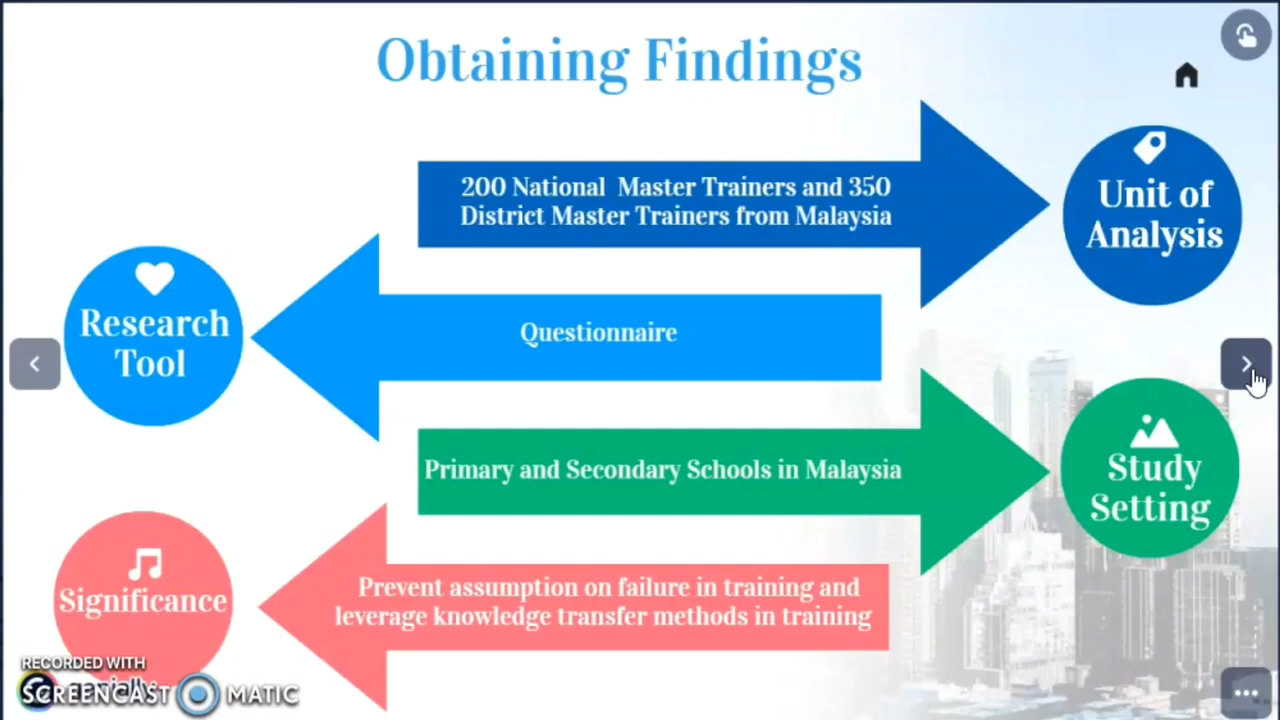 Obtaining Findings
200 National Master Trainers and 350
District Master Trainers from Malaysia
Unit of
Analysis
Research
Tool
Questionnaire
Primary and Secondary Schools in Malaysia
Study
Setting
Significance
Prevent assumption on failure in training and
leverage knowledge transfer methods in training
RECORDED WITH
SCREENCAST MATIC